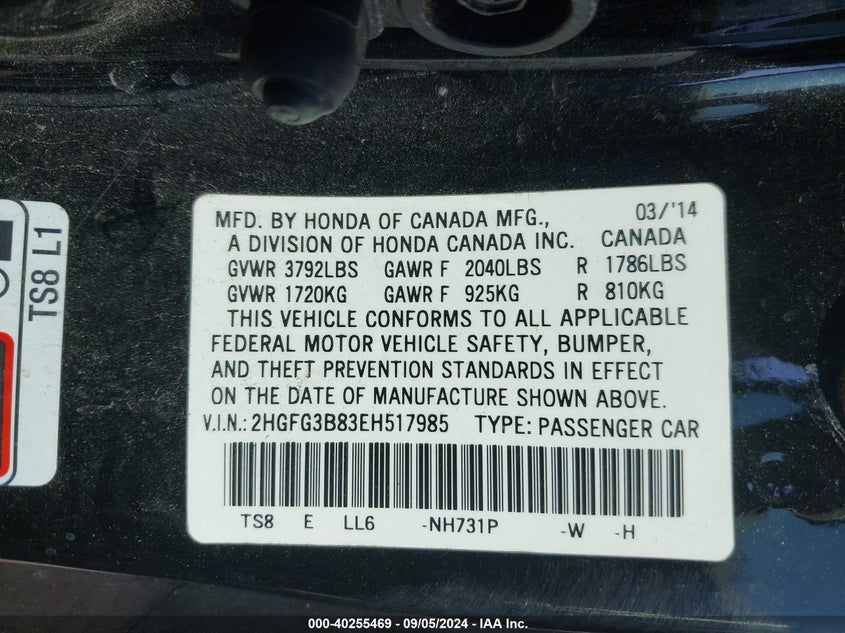 MFD. BY HONDA OF CANADA MFG., 03/'14
A DIVISION OF HONDA CANADA INC. CANADA
GVWR 3792LBS GAWR F 2040LBS R 1786LBS
GVWR 1720KG GAWR F 925KG R 810KG
THIS VEHICLE CONFORMS TO ALL APPLICABLE
FEDERAL MOTOR VEHICLE SAFETY, BUMPER,
AND THEFT PREVENTION STANDARDS IN EFFECT
ON THE DATE OF MANUFACTURE SHOWN ABOVE.
V.I.N.: 2HGFG3B83EH517985 TYPE: PASSENGER CAR
TS8 E LL6 -NH731P -W -H
TS8 L1
000-40255469 - 09/05/2024 - IAA Inc.